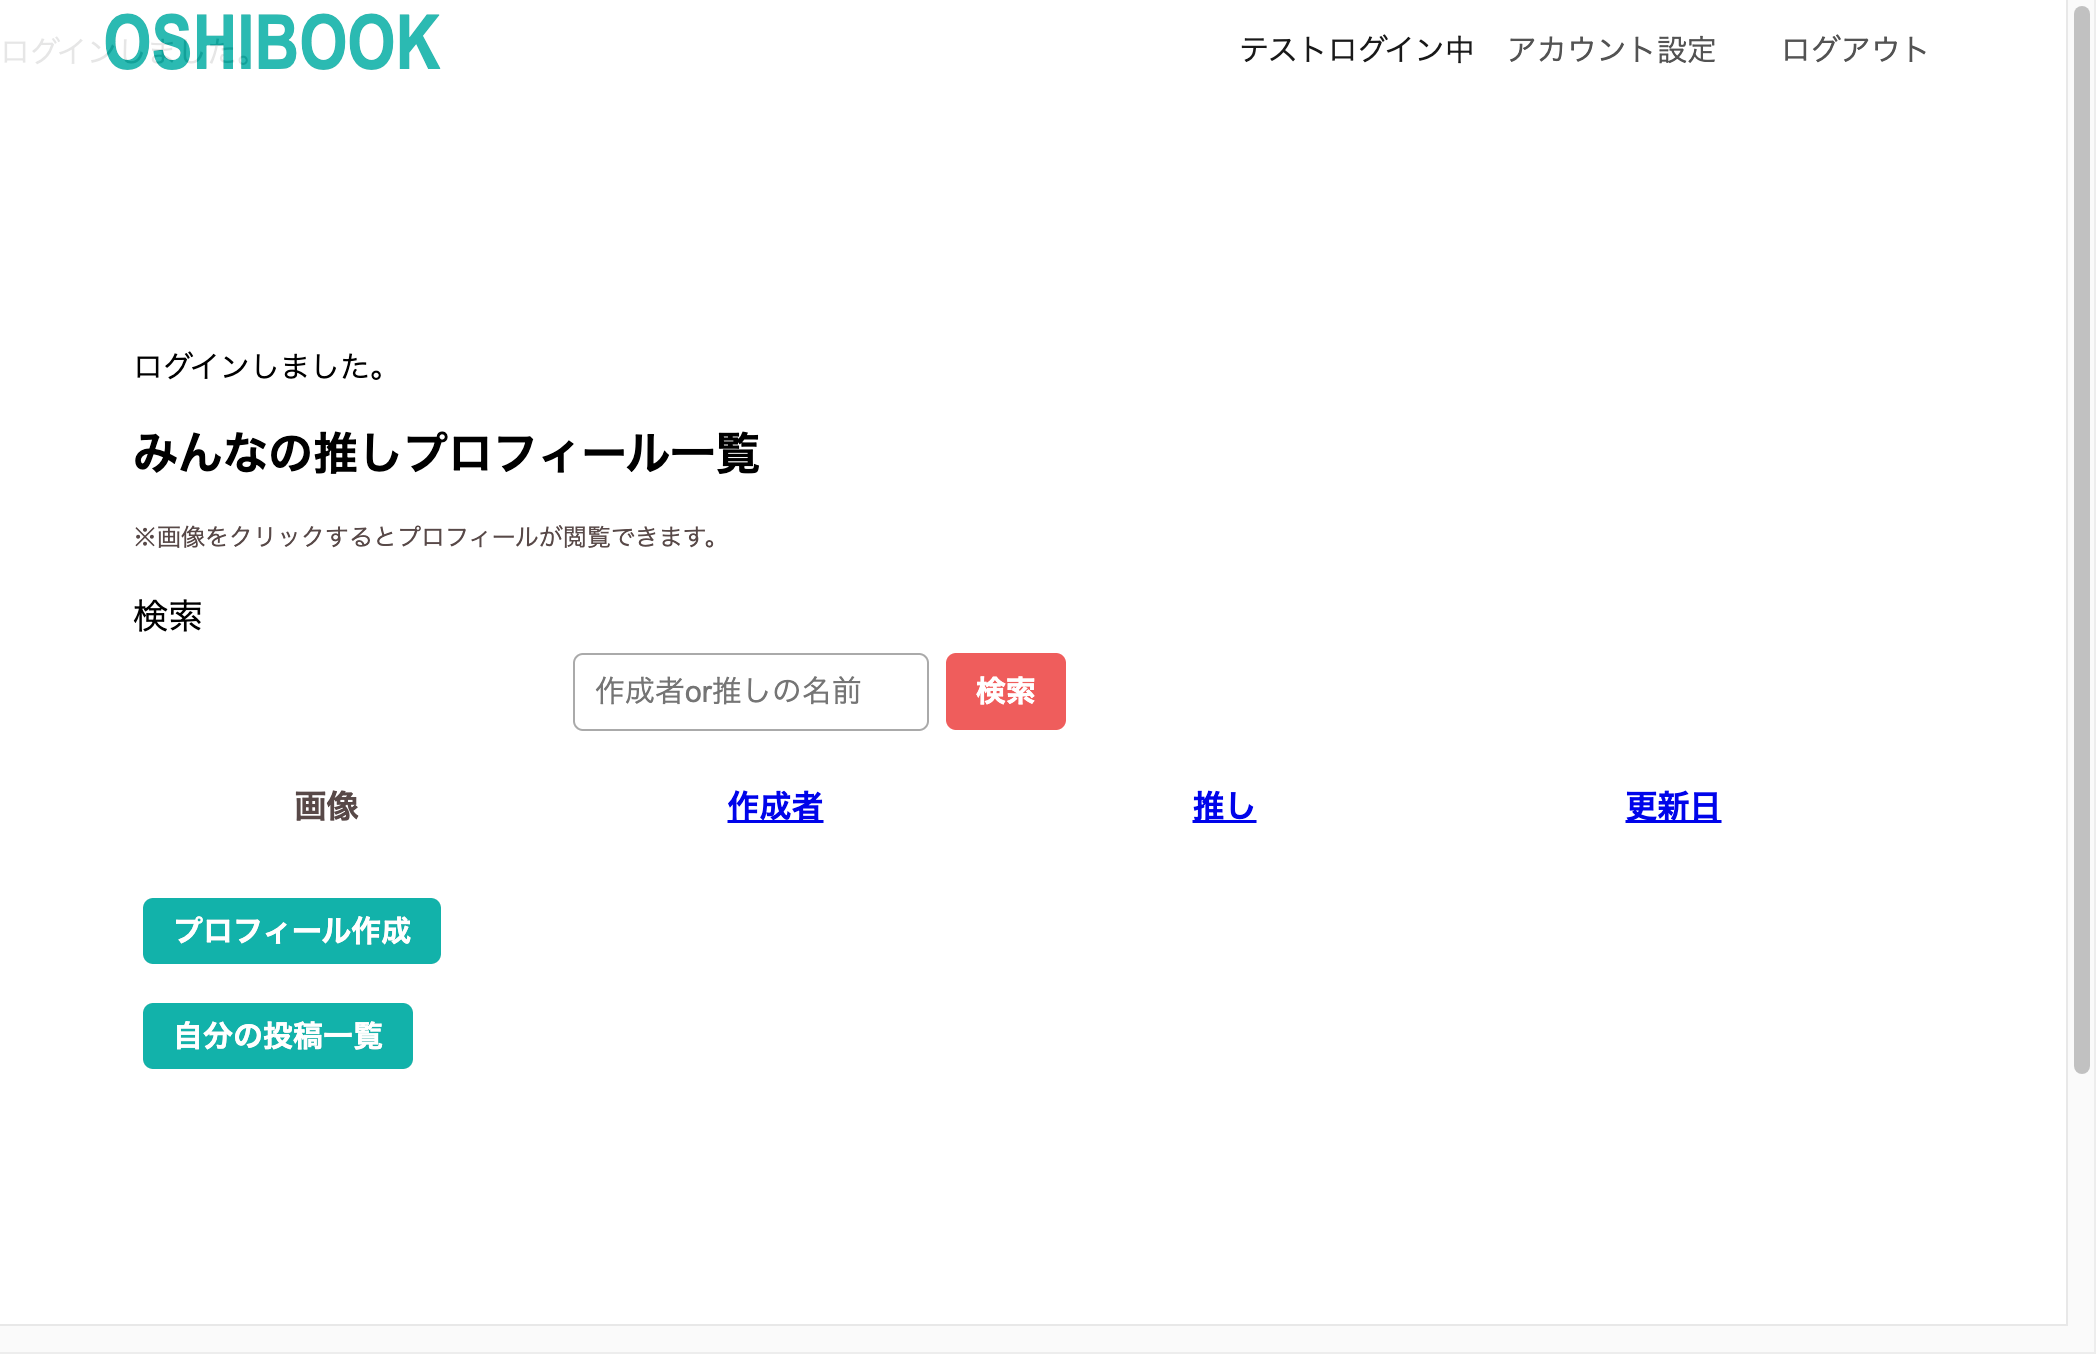 ログインしました。
OSHIBOOK
テストログイン中 アカウント設定 ログアウト
ログインしました。
みんなの推しプロフィール一覧
※画像をクリックするとプロフィールが閲覧できます。
検索
作成者or推しの名前 検索
画像 作成者 推し 更新日
プロフィール作成
自分の投稿一覧